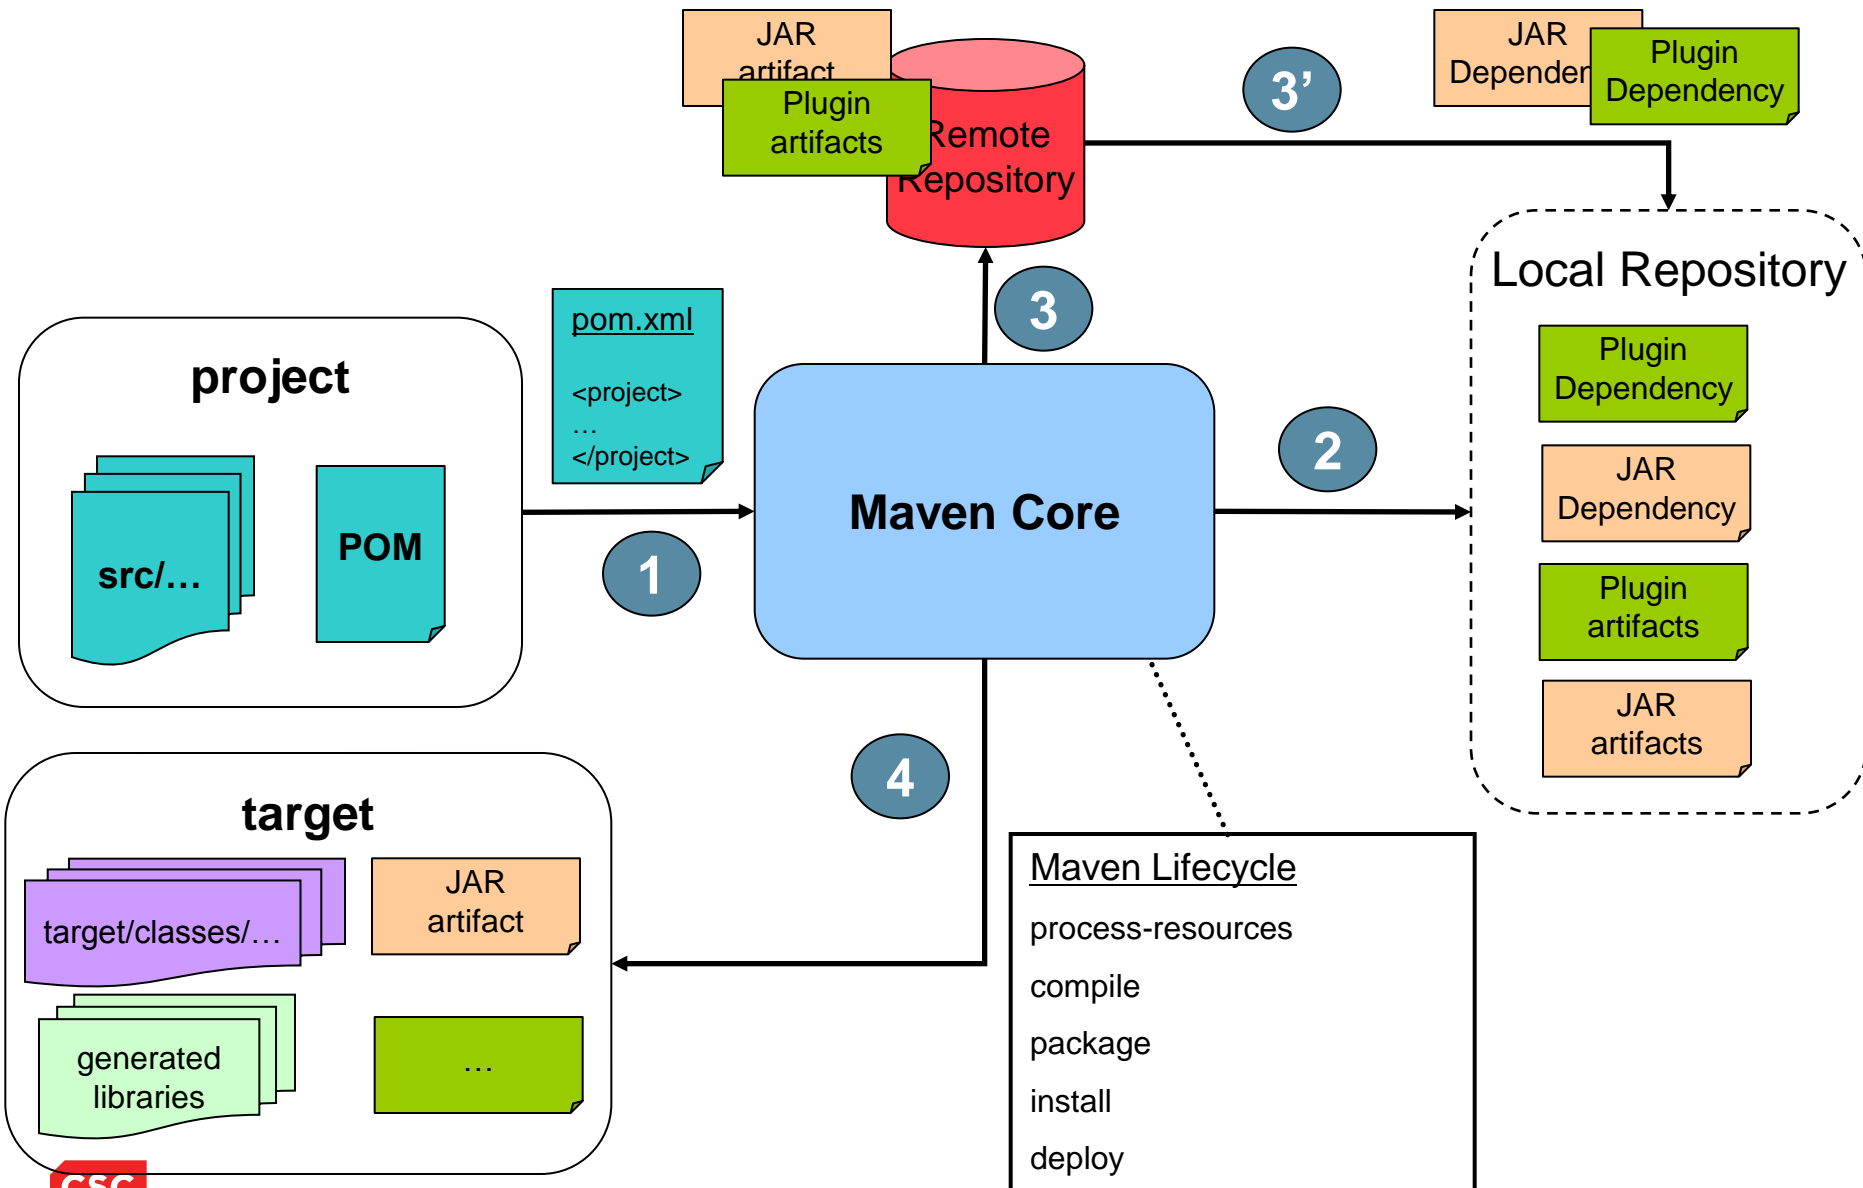 JAR
artifact
Plugin
artifacts
Remote
Repository
3’
JAR
Plugin
Dependency
3
Local Repository
Plugin
Dependency
JAR
Dependency
Plugin
artifacts
JAR
artifacts
2
pom.xml
<project>
…
</project>
project
src/…
POM
1
Maven Core
4
target
target/classes/…
JAR
artifact
generated
libraries
…
Maven Lifecycle
process-resources
compile
package
install
deploy
CSC